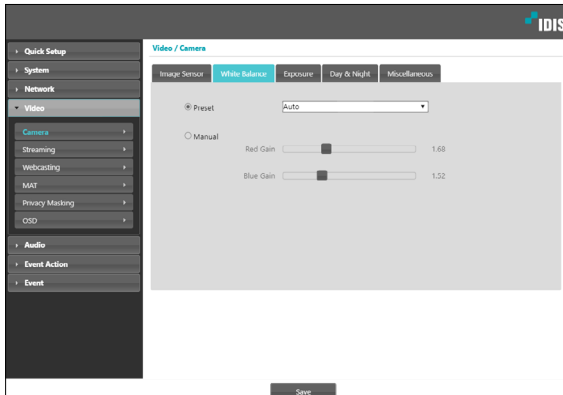 IDIS
Quick Setup
System
Network
Video
Camera
Streaming
Webcasting
MAT
Privacy Masking
OSD
Audio
Event Action
Event
Video / Camera
Image Sensor White Balance Exposure Day & Night Miscellaneous
Preset Auto
Manual
Red Gain 1.68
Blue Gain 1.52
Save